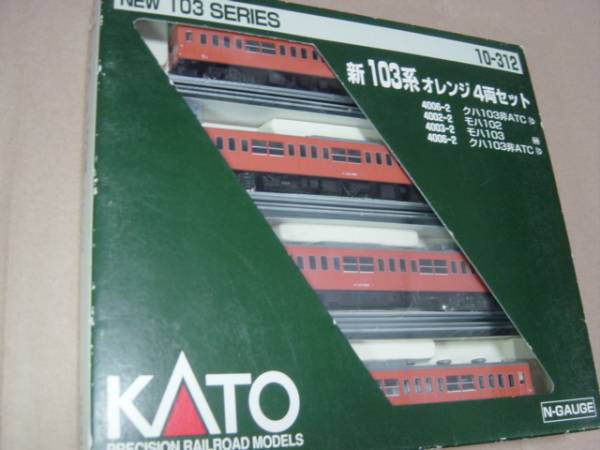 NEW 103 SERIES
10-312
新103系オレンジ4両セット
4006-2 クハ103非ATC
4002-2 モハ102
4003-2 モハ103 Ⓜ
4006-2 クハ103非ATC
KATO
PRECISION RAILROAD MODELS
N-GAUGE